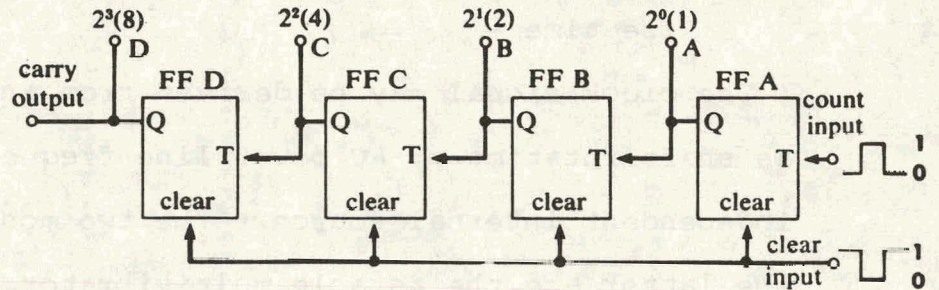 2³(8) 2²(4) 2¹(2) 2⁰(1)
D C B A
carry output
FF D FF C FF B FF A
count input
Q Q Q Q
1
0
T T T T
clear clear clear clear
clear input
1
0